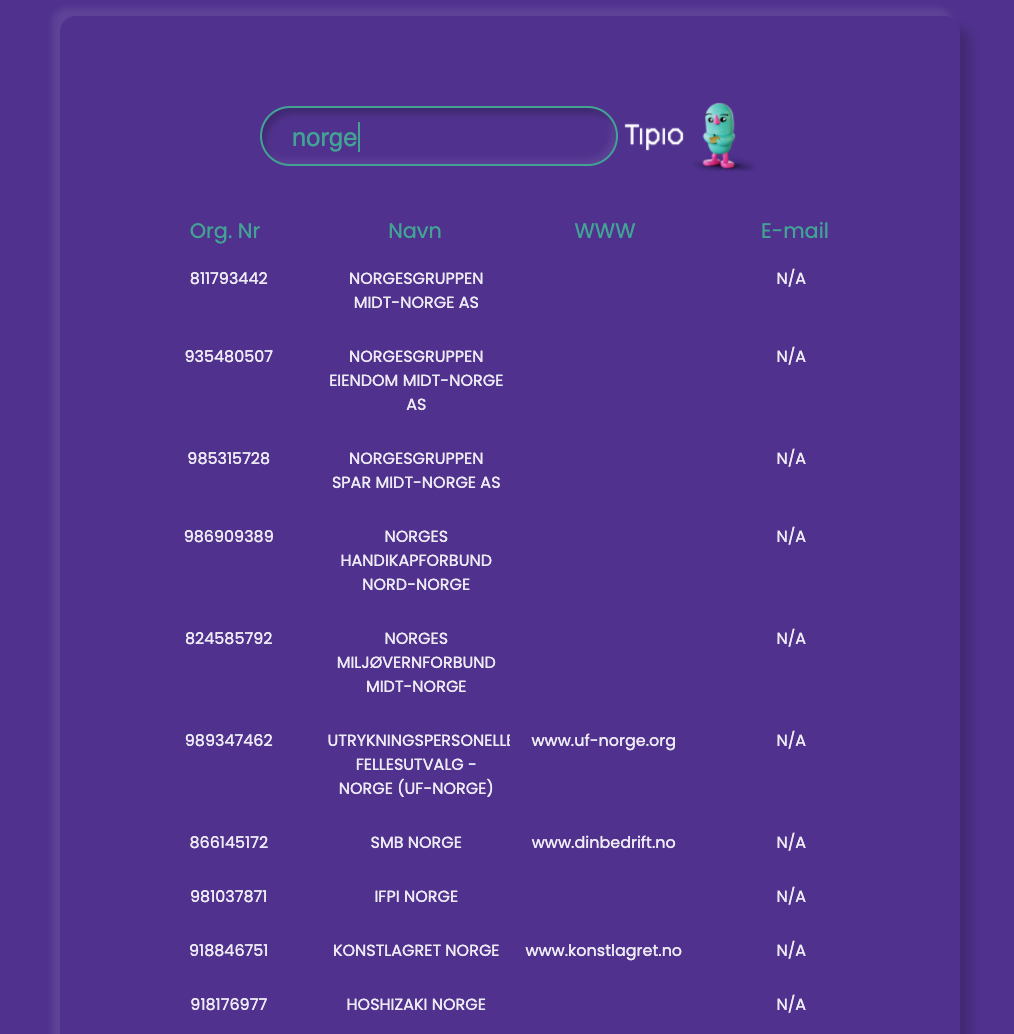 norge
Tipio
Org. Nr Navn WWW E-mail
811793442 NORGESGRUPPEN N/A
MIDT-NORGE AS
935480507 NORGESGRUPPEN N/A
EIENDOM MIDT-NORGE
AS
985315728 NORGESGRUPPEN N/A
SPAR MIDT-NORGE AS
986909389 NORGES N/A
HANDIKAPFORBUND
NORD-NORGE
824585792 NORGES N/A
MILJØVERNFORBUND
MIDT-NORGE
989347462 UTRYKNINGSPERSONELLE www.uf-norge.org N/A
FELLESUTVALG -
NORGE (UF-NORGE)
866145172 SMB NORGE www.dinbedrift.no N/A
981037871 IFPI NORGE N/A
918846751 KONSTLAGRET NORGE www.konstlagret.no N/A
918176977 HOSHIZAKI NORGE N/A